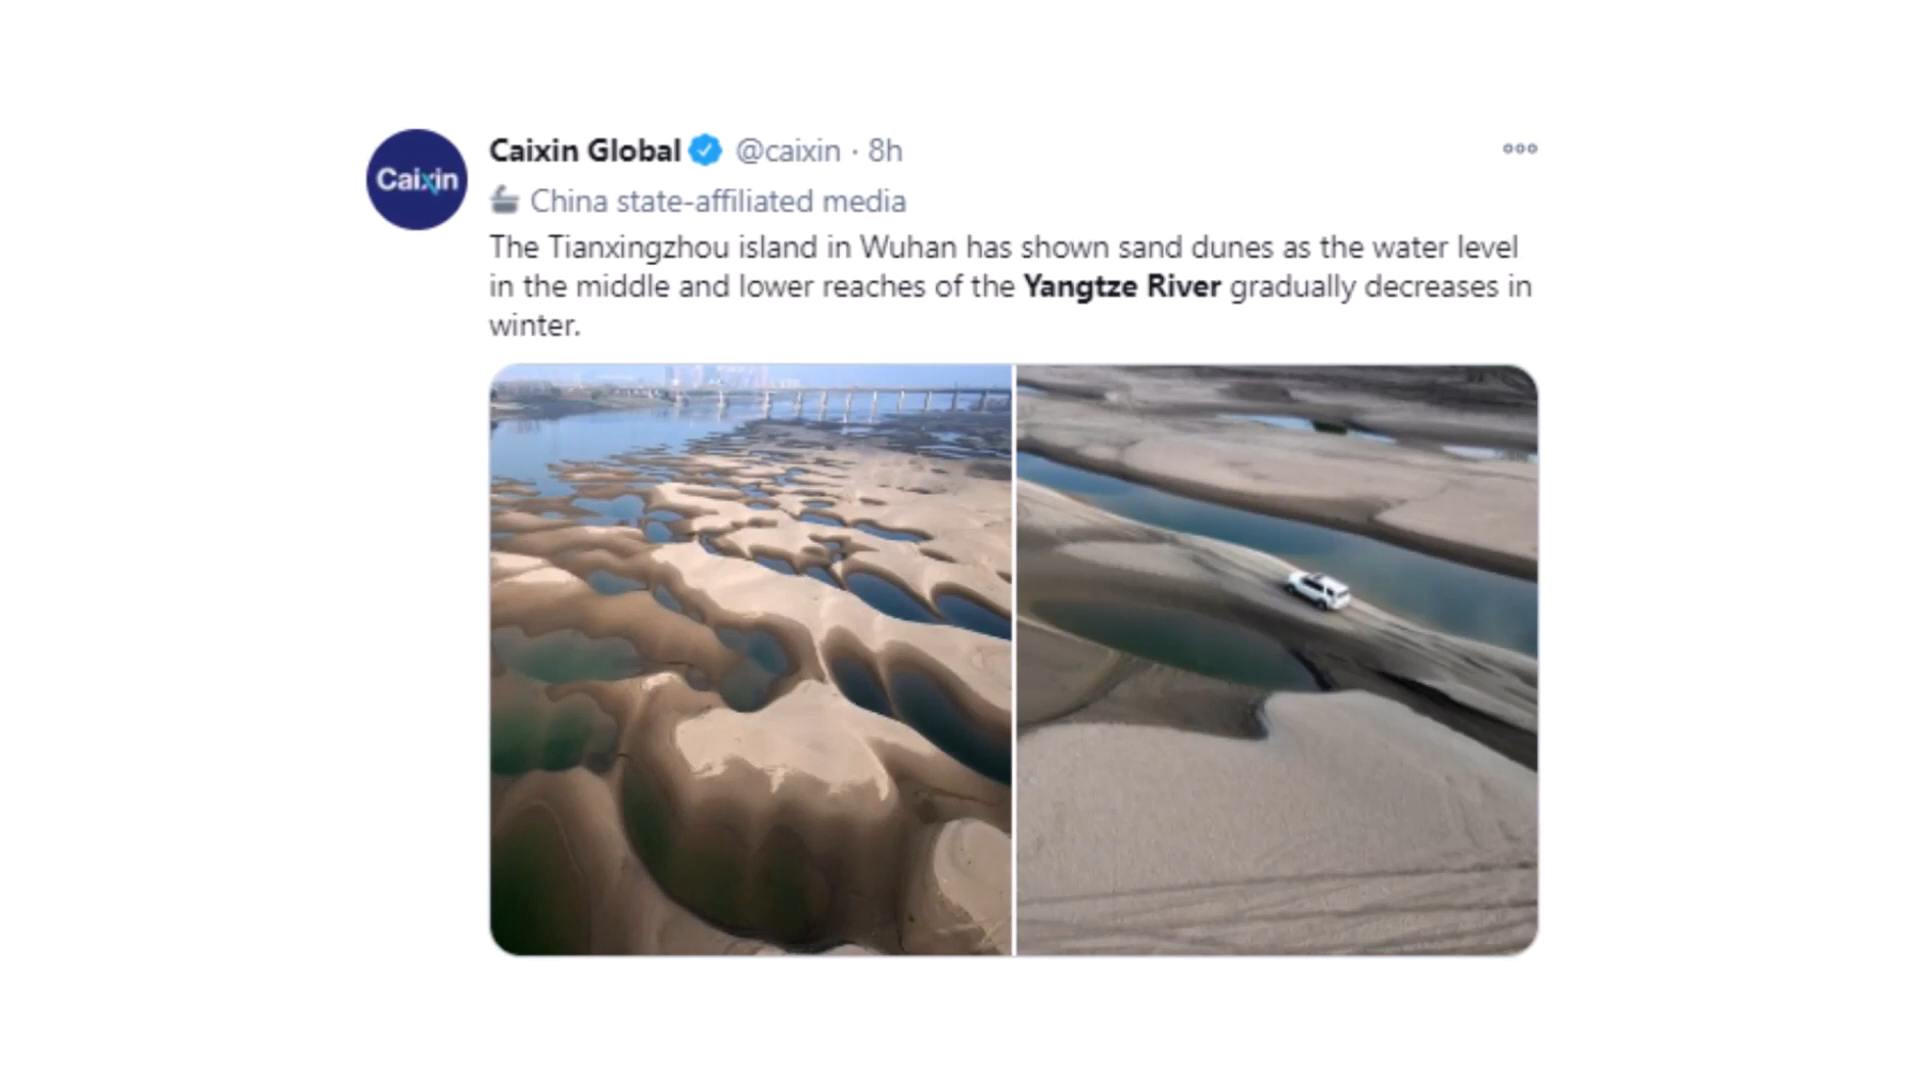 Caixin
Caixin Global @caixin · 8h
China state-affiliated media
The Tianxingzhou island in Wuhan has shown sand dunes as the water level
in the middle and lower reaches of the Yangtze River gradually decreases in
winter.